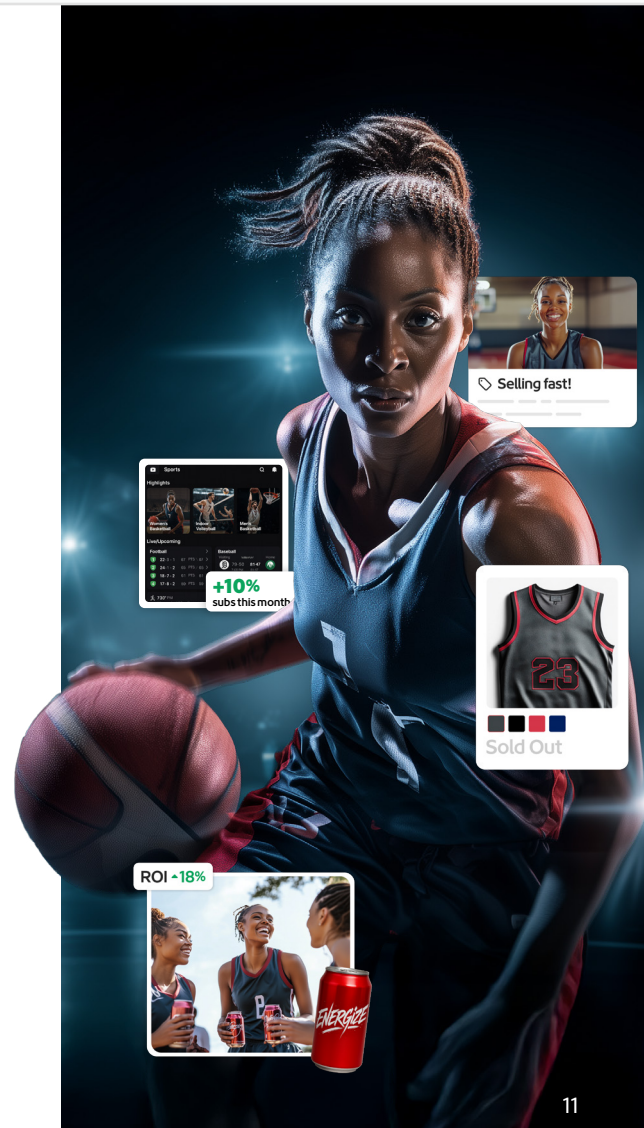 Selling fast!
Sports
Highlights
Women's
Basketball
Indoor
Volleyball
Men's
Basketball
Live/Upcoming
Football
Baseball
+10%
subs this month
1
23
Sold Out
ROI 18%
ENERGIZE
11